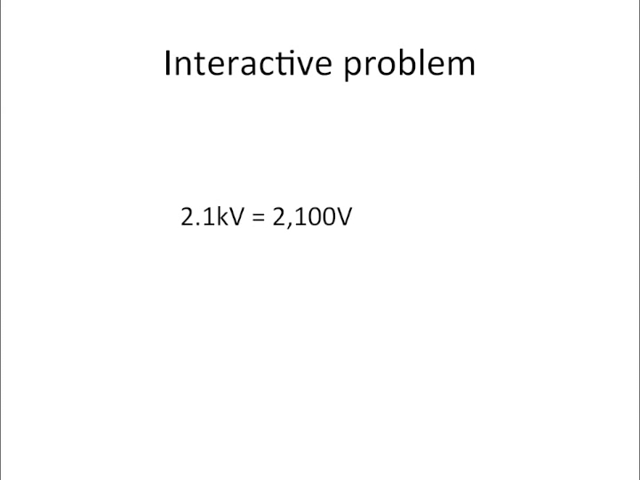 Interactive problem
2.1kV = 2,100V